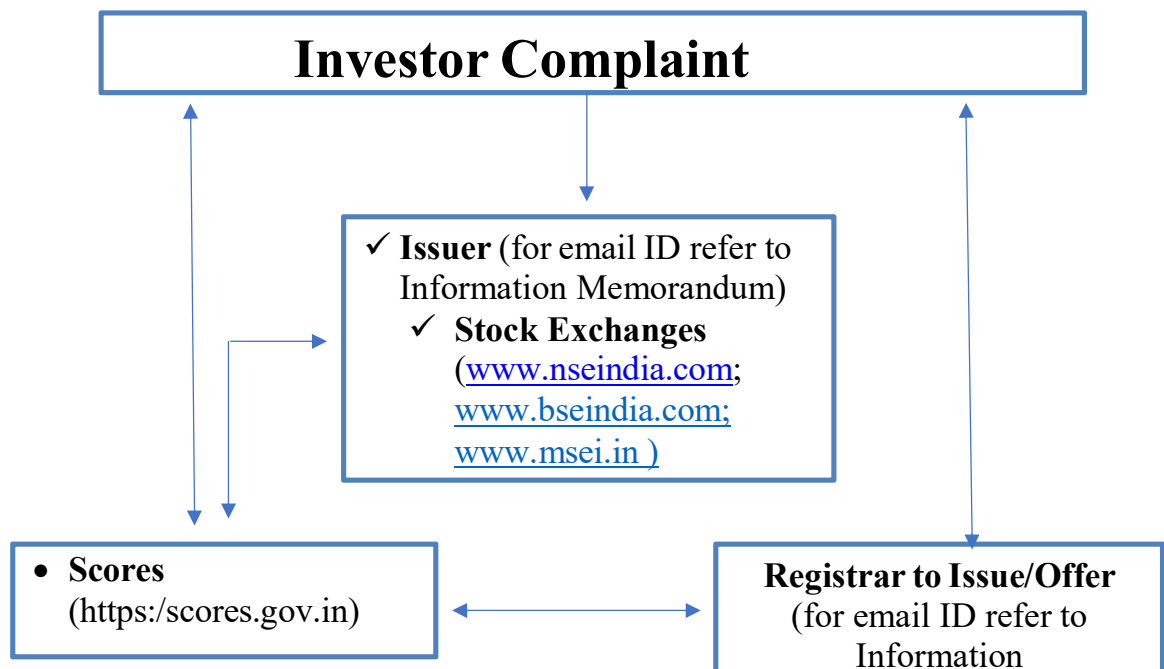 Investor Complaint
✓ Issuer (for email ID refer to
Information Memorandum)
✓ Stock Exchanges
(www.nseindia.com;
www.bseindia.com;
www.msei.in )
• Scores
(https:/scores.gov.in)
Registrar to Issue/Offer
(for email ID refer to
Information